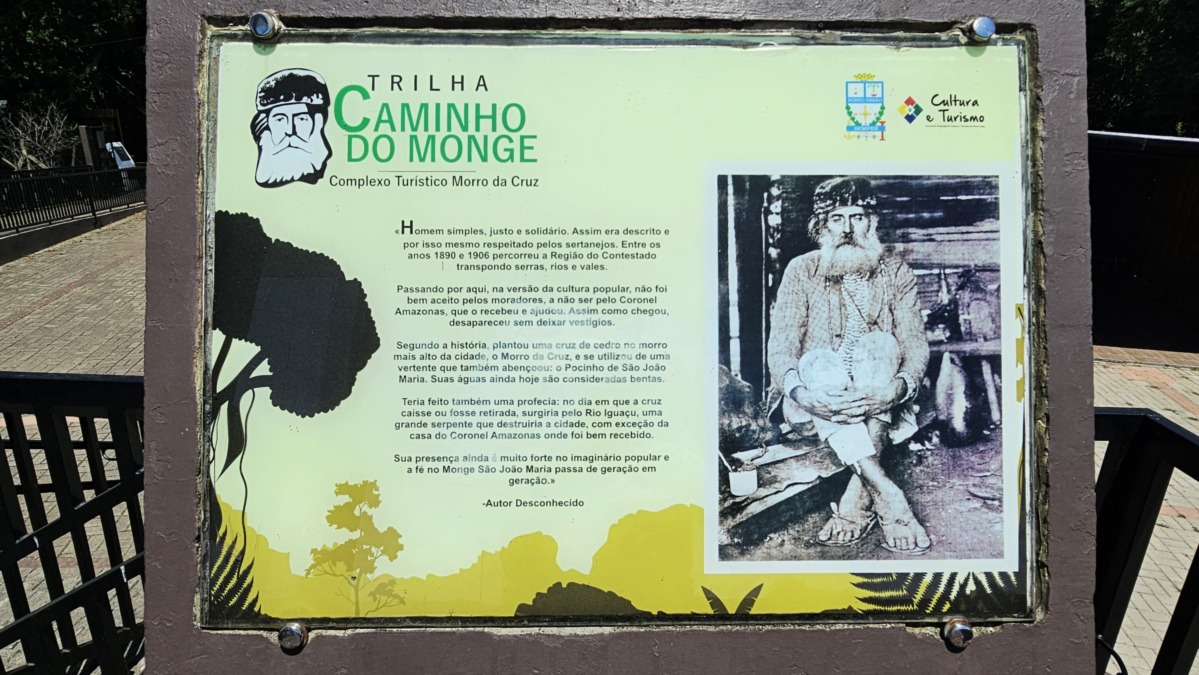 TRILHA
CAMINHO
DO MONGE
Complexo Turístico Morro da Cruz
PORTO UNIÃO
SEMPER
Cultura
e Turismo
«Homem simples, justo e solidário. Assim era descrito e
por isso mesmo respeitado pelos sertanejos. Entre os
anos 1890 e 1906 percorreu a Região do Contestado
transpondo serras, rios e vales.
Passando por aqui, na versão da cultura popular, não foi
bem aceito pelos moradores, a não ser pelo Coronel
Amazonas, que o recebeu e ajudou. Assim como chegou,
desapareceu sem deixar vestígios.
Segundo a história, plantou uma cruz de cedro no morro
mais alto da cidade, o Morro da Cruz, e se utilizou de uma
vertente que também abençoou: o Pocinho de São João
Maria. Suas águas ainda hoje são consideradas bentas.
Teria feito também uma profecia: no dia em que a cruz
caisse ou fosse retirada, surgiria pelo Rio Iguaçu, uma
grande serpente que destruiria a cidade, com exceção da
casa do Coronel Amazonas onde foi bem recebido.
Sua presença ainda é muito forte no imaginário popular e
a fé no Monge São João Maria passa de geração em
geração.»
-Autor Desconhecido